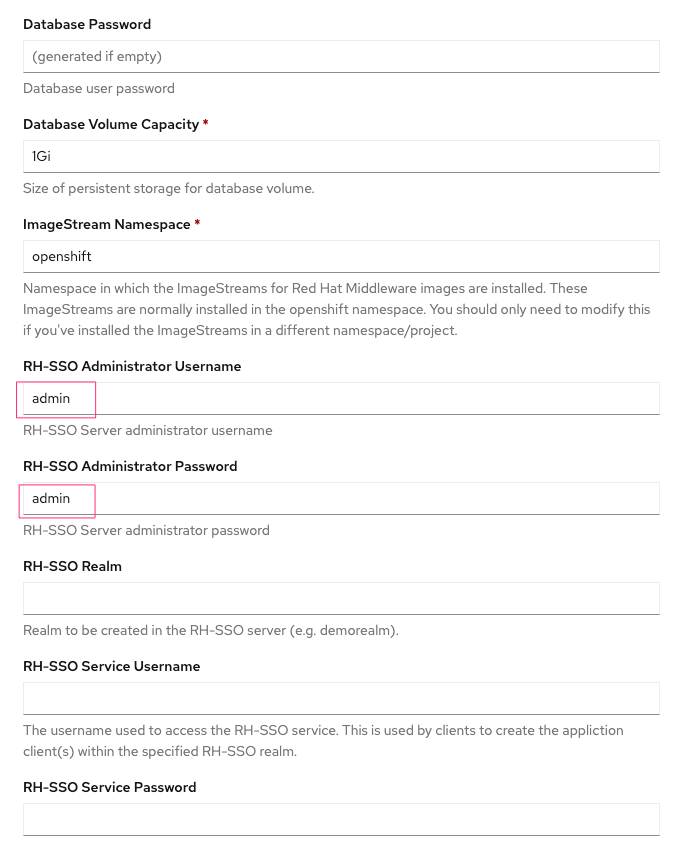 Database Password
(generated if empty)
Database user password
Database Volume Capacity *
1Gi
Size of persistent storage for database volume.
ImageStream Namespace *
openshift
Namespace in which the ImageStreams for Red Hat Middleware images are installed. These
ImageStreams are normally installed in the openshift namespace. You should only need to modify this
if you've installed the ImageStreams in a different namespace/project.
RH-SSO Administrator Username
admin
RH-SSO Server administrator username
RH-SSO Administrator Password
admin
RH-SSO Server administrator password
RH-SSO Realm
Realm to be created in the RH-SSO server (e.g. demorealm).
RH-SSO Service Username
The username used to access the RH-SSO service. This is used by clients to create the appliction
client(s) within the specified RH-SSO realm.
RH-SSO Service Password